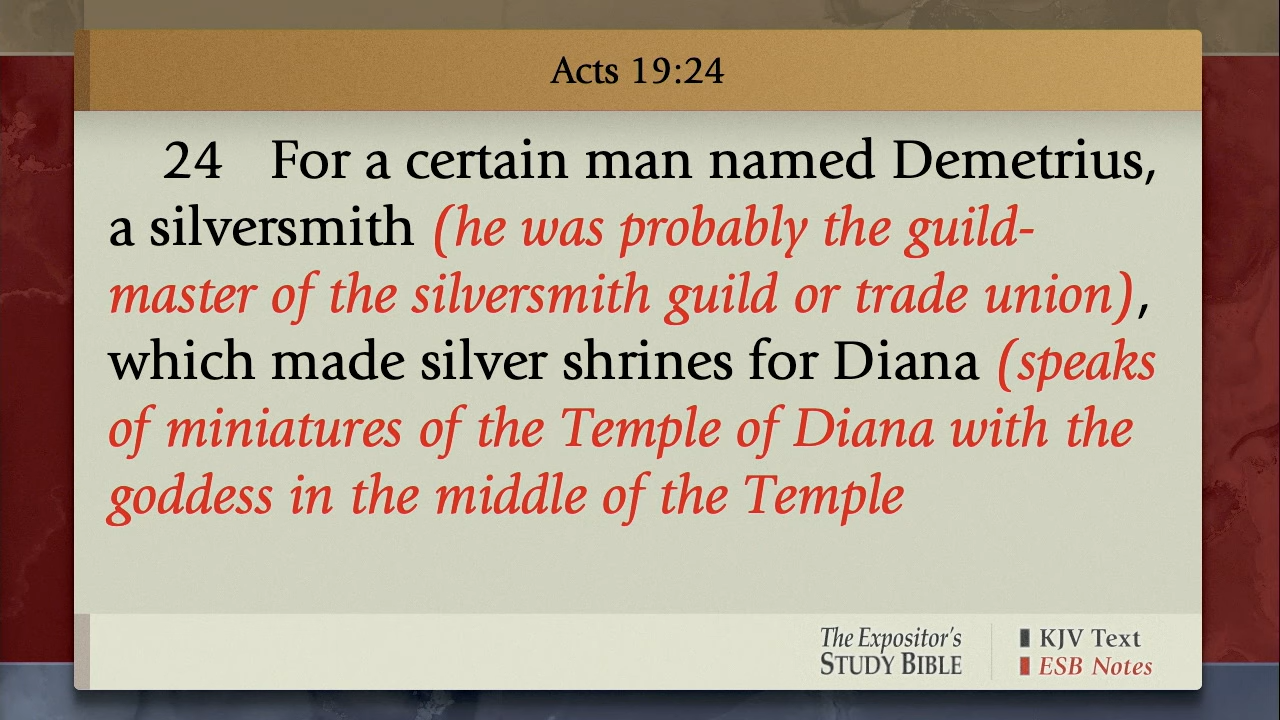 Acts 19:24
24 For a certain man named Demetrius,
a silversmith (he was probably the guild-
master of the silversmith guild or trade union),
which made silver shrines for Diana (speaks
of miniatures of the Temple of Diana with the
goddess in the middle of the Temple
The Expositor's
STUDY BIBLE
KJV Text
ESB Notes